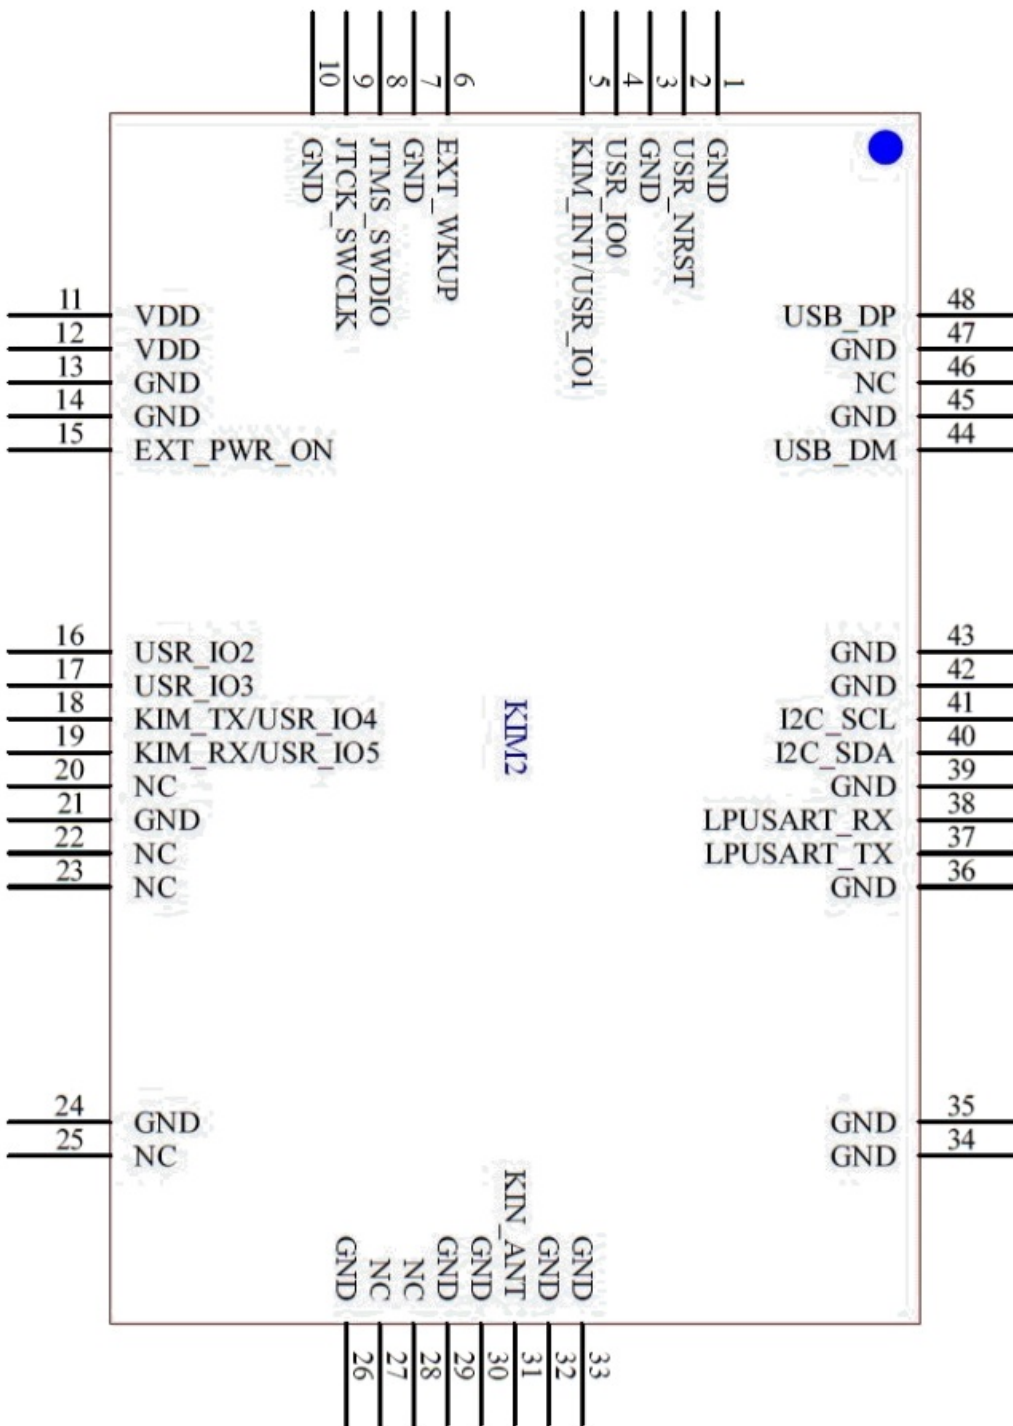 10 9 8 7 6 5 4 3 2 1
GND JTCK_SWCLK JTMS_SWDIO GND EXT_WKUP KIM_INT/USR_IO1 USR_IO0 GND USR_NRST GND
11 VDD USB_DP 48
12 VDD GND 47
13 GND NC 46
14 GND GND 45
15 EXT_PWR_ON USB_DM 44
16 USR_IO2 GND 43
17 USR_IO3 GND 42
18 KIM_TX/USR_IO4 I2C_SCL 41
19 KIM_RX/USR_IO5 I2C_SDA 40
KIM2
20 NC GND 39
21 GND LPUSART_RX 38
22 NC LPUSART_TX 37
23 NC GND 36
24 GND GND 35
25 NC GND 34
GND NC NC GND GND KIN_ANT GND GND
26 27 28 29 30 31 32 33